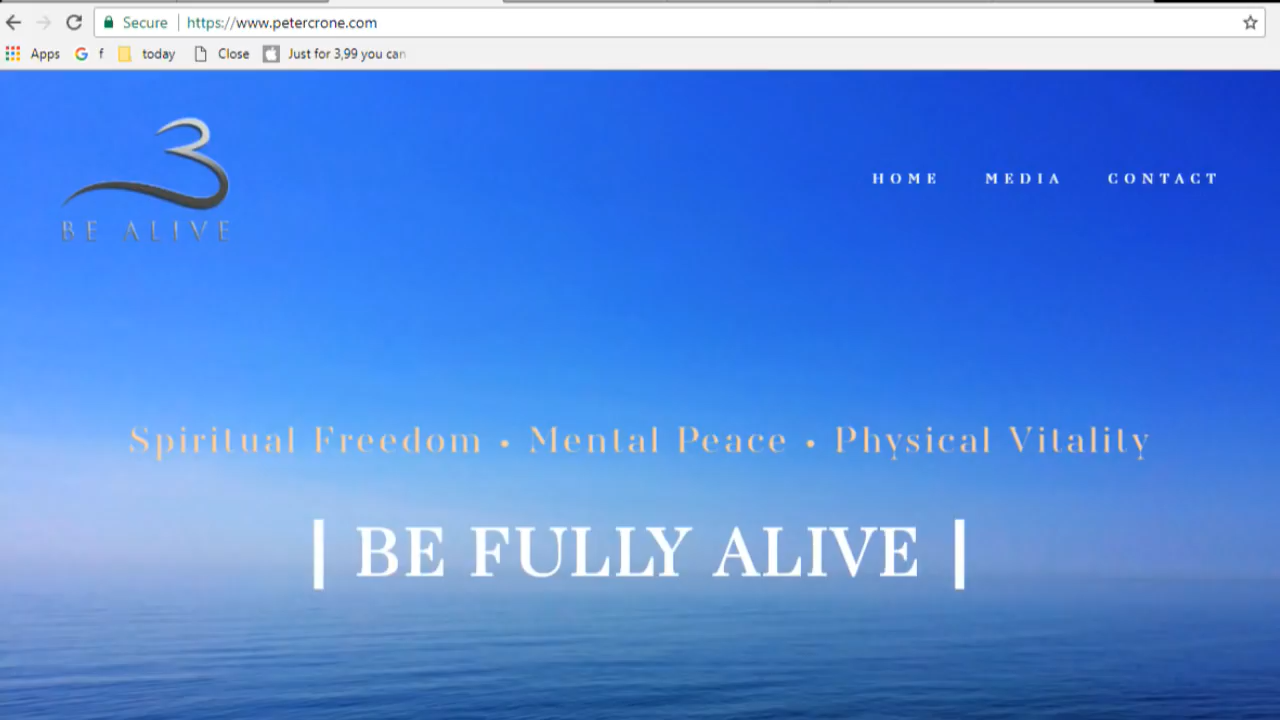 Secure https://www.petercrone.com
Apps f today Close Just for 3,99 you can
BE ALIVE
HOME MEDIA CONTACT
Spiritual Freedom • Mental Peace • Physical Vitality
| BE FULLY ALIVE |